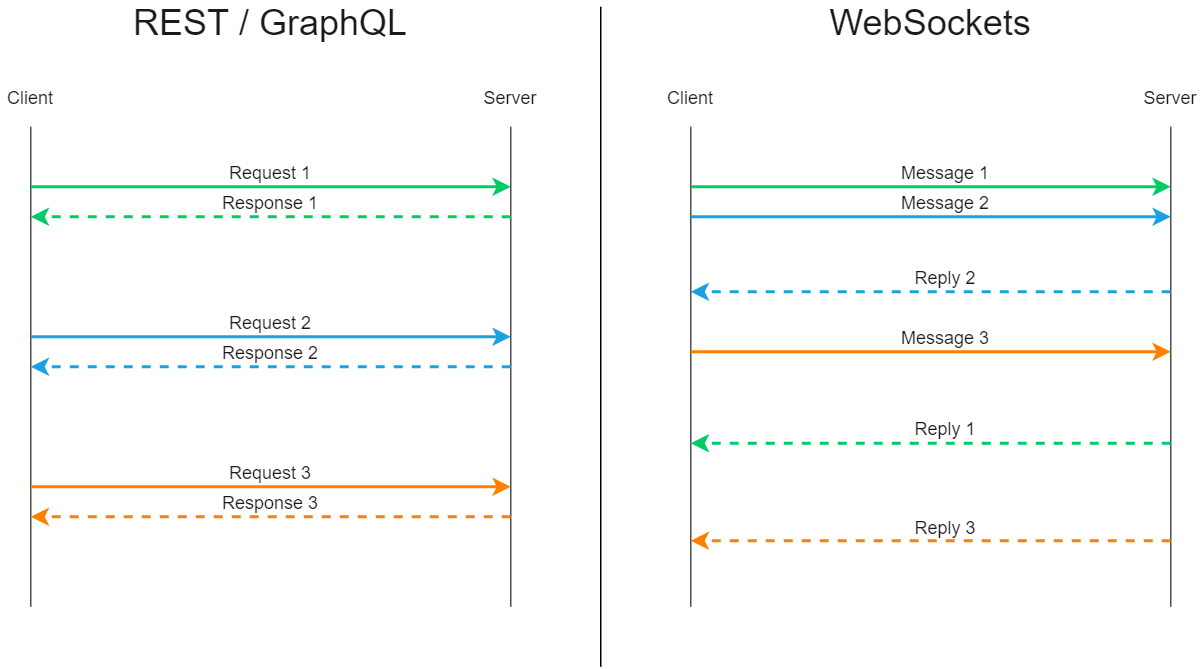 REST / GraphQL
Client
Server
Request 1
Response 1
Request 2
Response 2
Request 3
Response 3
WebSockets
Client
Server
Message 1
Message 2
Reply 2
Message 3
Reply 1
Reply 3